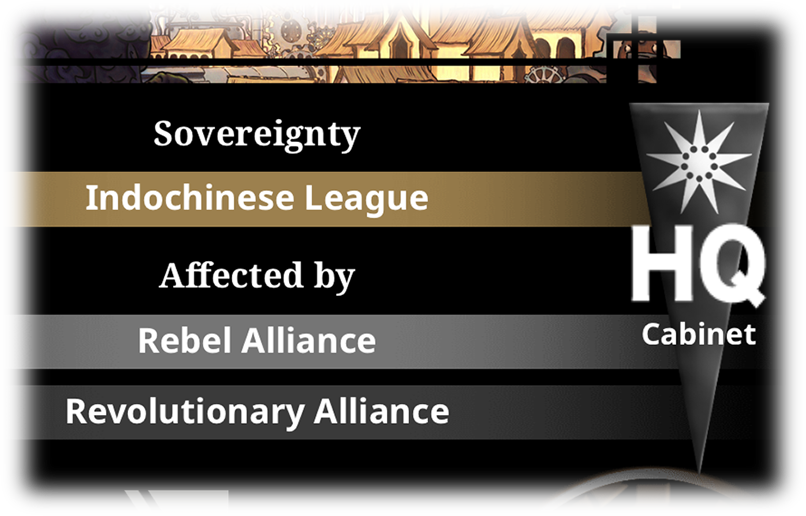 Sovereignty
Indochinese League
Affected by
Rebel Alliance
Revolutionary Alliance
HQ
Cabinet